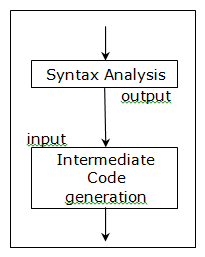 Syntax Analysis
output
input
Intermediate
Code
generation